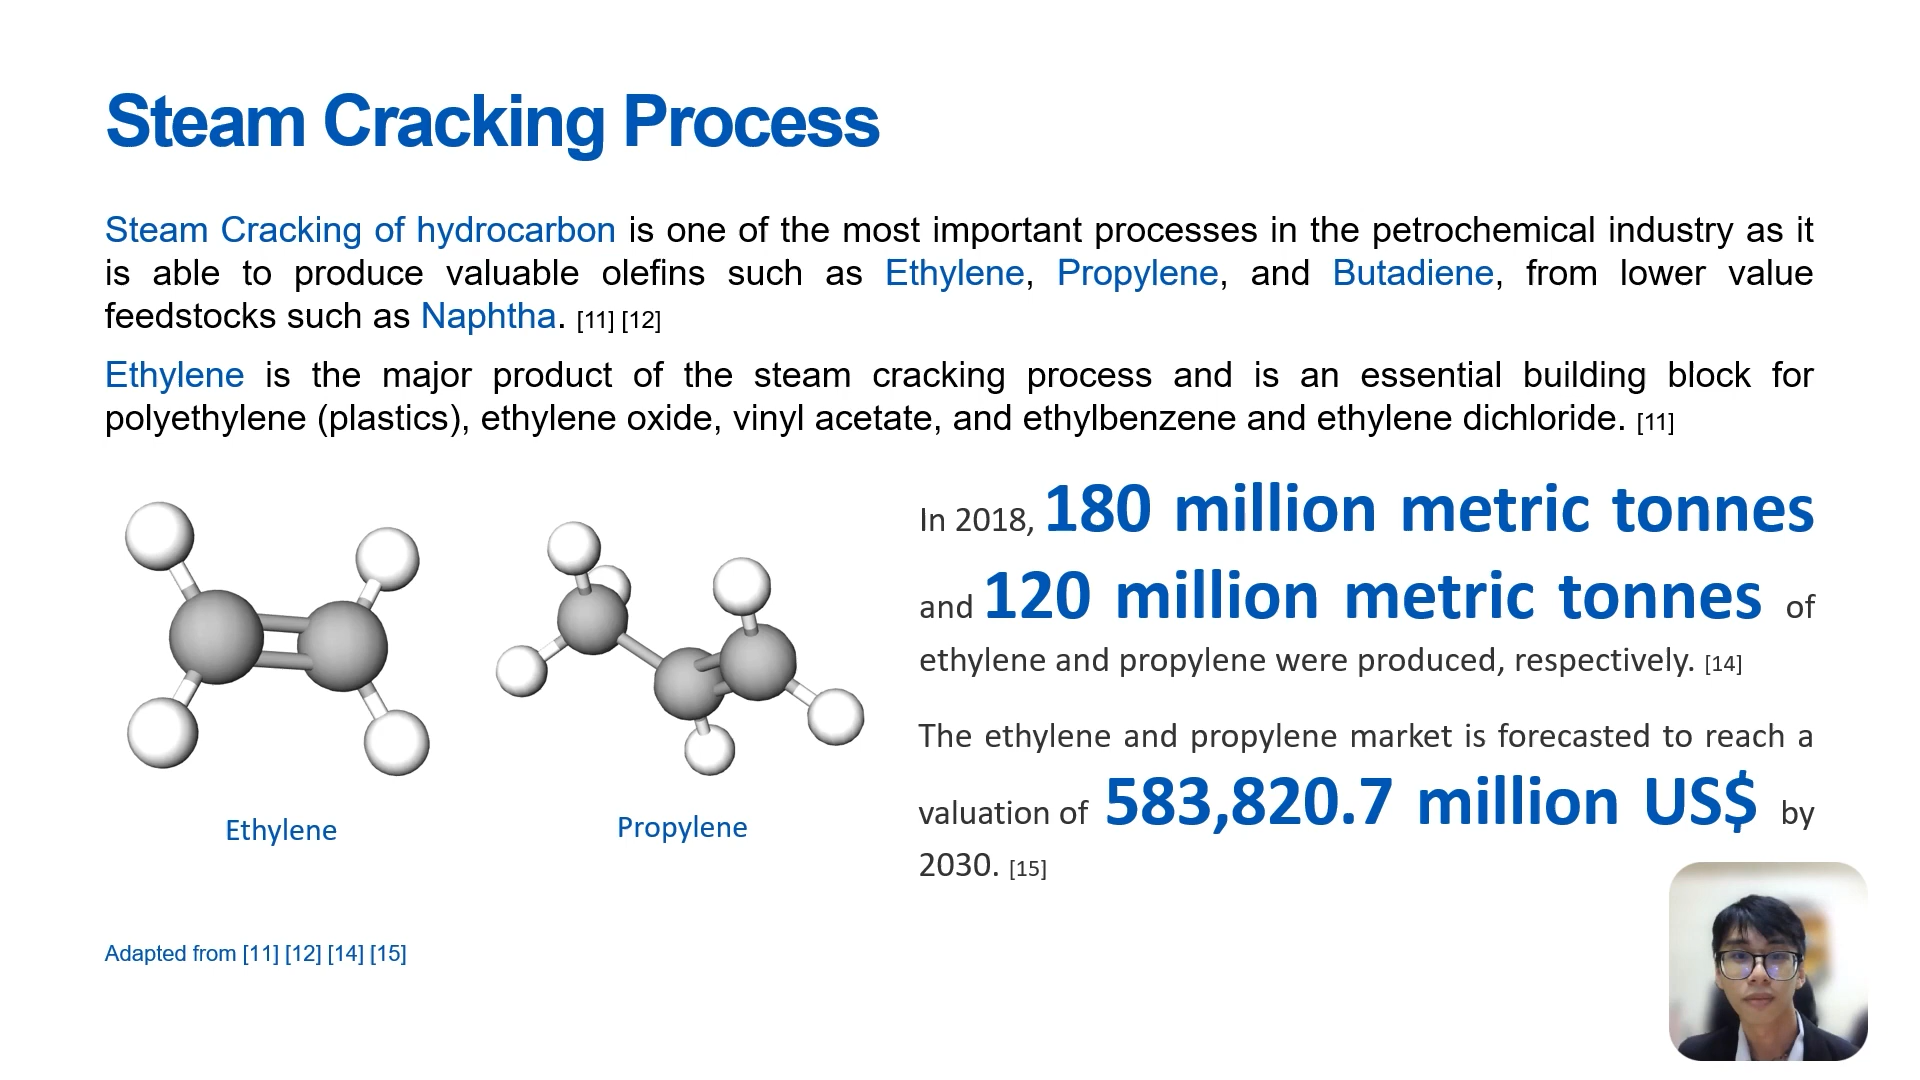 Steam Cracking Process
Steam Cracking of hydrocarbon is one of the most important processes in the petrochemical industry as it
is able to produce valuable olefins such as Ethylene, Propylene, and Butadiene, from lower value
feedstocks such as Naphtha. [11] [12]
Ethylene is the major product of the steam cracking process and is an essential building block for
polyethylene (plastics), ethylene oxide, vinyl acetate, and ethylbenzene and ethylene dichloride. [11]
Ethylene
Propylene
In 2018, 180 million metric tonnes
and 120 million metric tonnes of
ethylene and propylene were produced, respectively. [14]
The ethylene and propylene market is forecasted to reach a
valuation of 583,820.7 million US$ by
2030. [15]
Adapted from [11] [12] [14] [15]